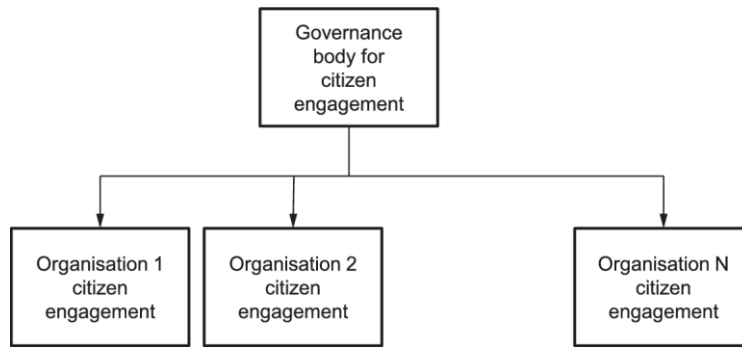 Governance
body for
citizen
engagement
Organisation 1
citizen
engagement
Organisation 2
citizen
engagement
Organisation N
citizen
engagement